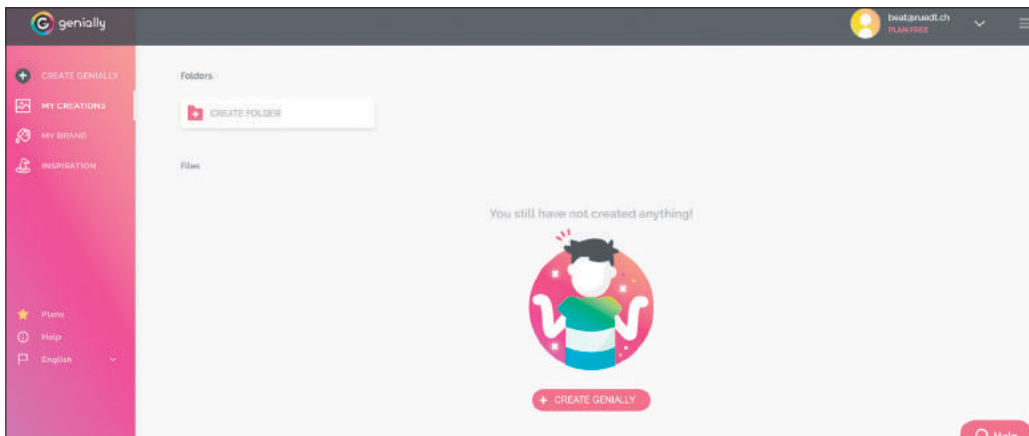 genially
beat@ruedt.ch
PLAN FREE
CREATE GENIALLY
MY CREATIONS
MY BRAND
INSPIRATION
Plans
Help
English
Folders
CREATE FOLDER
Files
You still have not created anything!
+ CREATE GENIALLY
Help